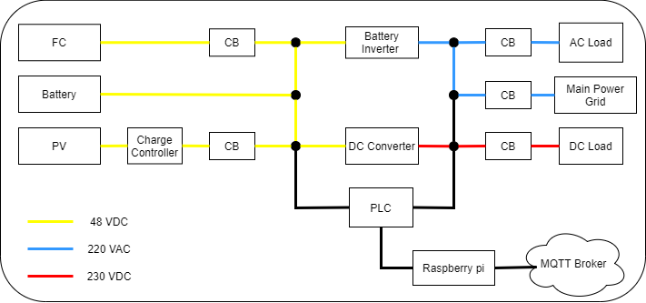 FC
CB
Battery
Inverter
CB
AC Load
Battery
CB
Main Power
Grid
PV
Charge
Controller
CB
DC Converter
CB
DC Load
PLC
48 VDC
220 VAC
230 VDC
Raspberry pi
MQTT Broker